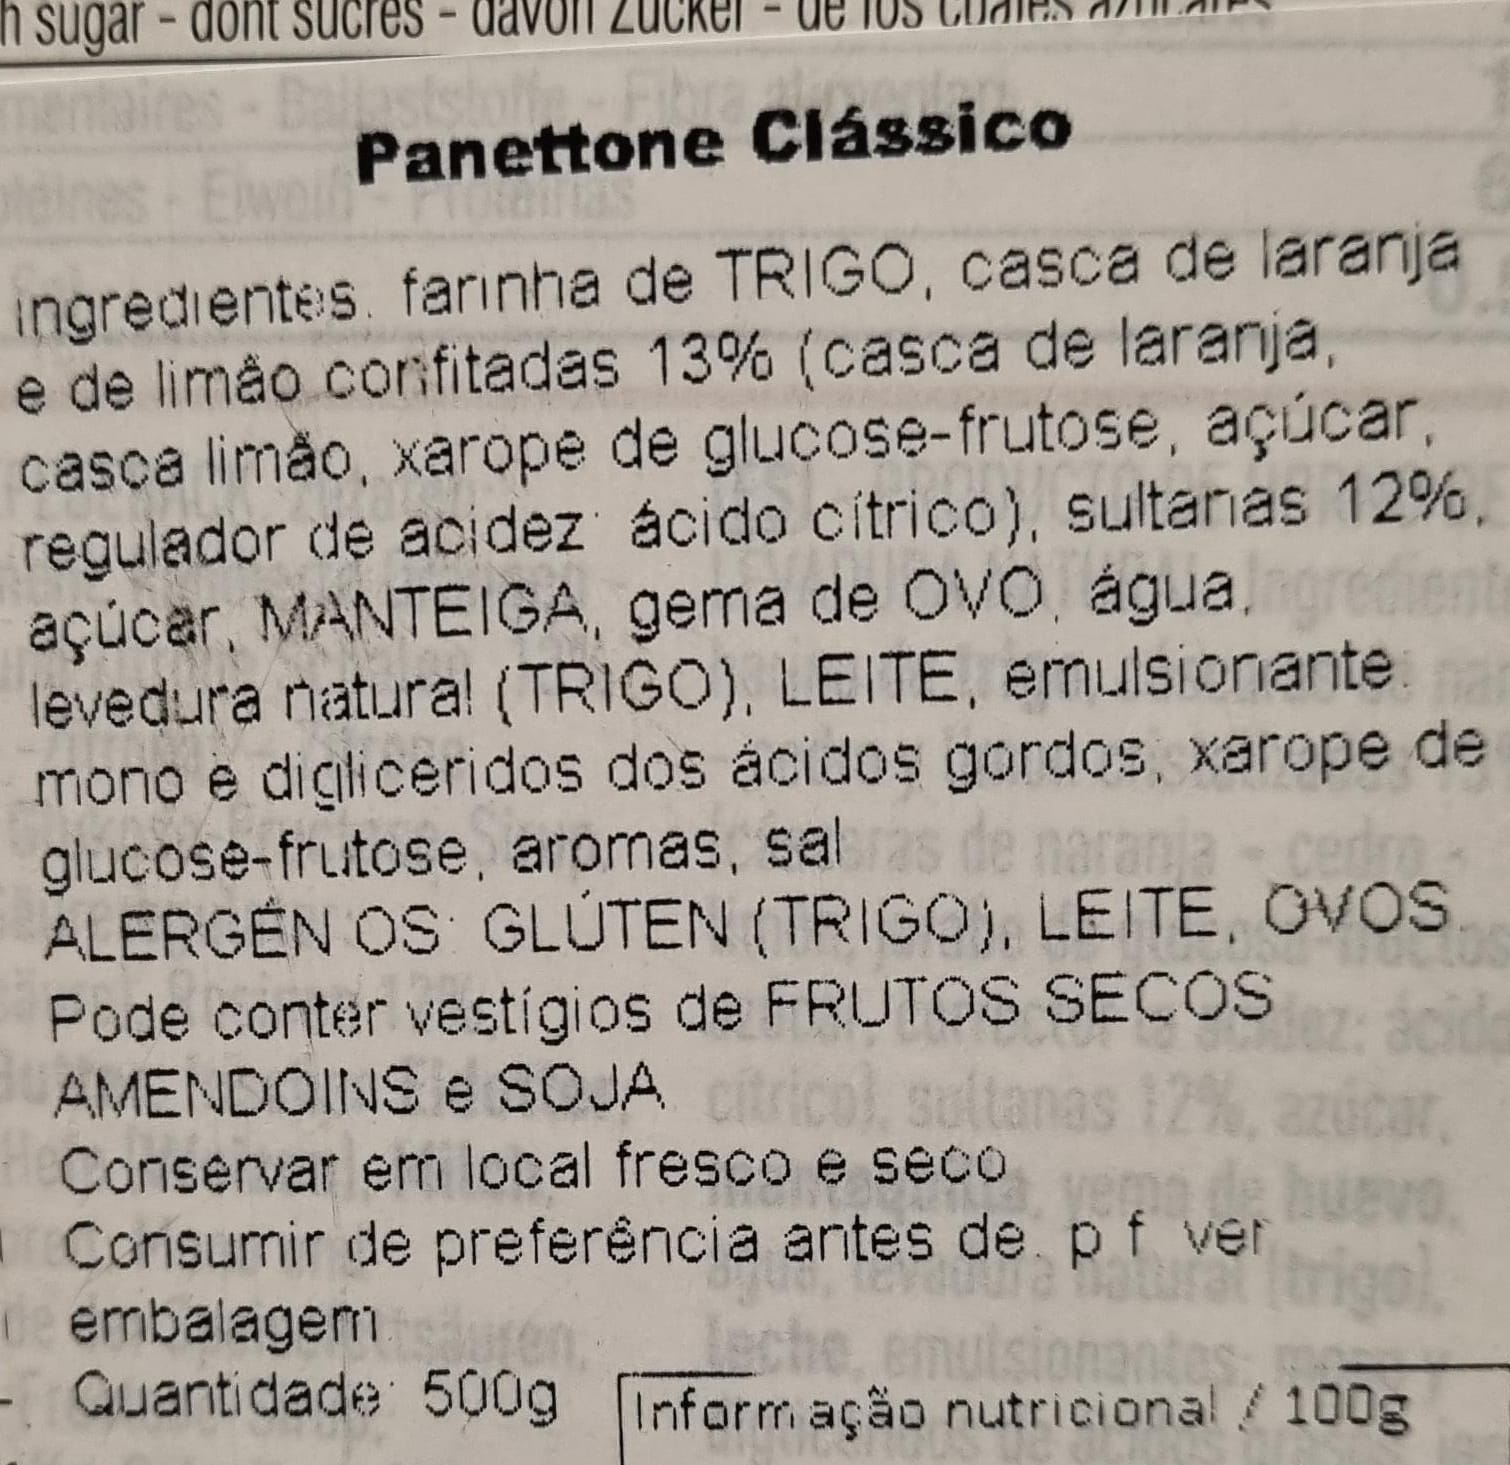 h sugar - dont sucres - davon Zucker - de los cuales azúcares
Panettone Clássico
ingredientes: farinha de TRIGO, casca de laranja
e de limão confitadas 13% (casca de laranja,
casca limão, xarope de glucose-frutose, açúcar,
regulador de acidez: ácido cítrico), sultanas 12%,
açúcar, MANTEIGA, gema de OVO, água,
levedura natural (TRIGO), LEITE, emulsionante:
mono e digliceridos dos ácidos gordos; xarope de
glucose-frutose, aromas, sal
ALERGÉN OS: GLÚTEN (TRIGO), LEITE, OVOS.
Pode conter vestígios de FRUTOS SECOS
AMENDOINS e SOJA
Conservar em local fresco e seco
Consumir de preferência antes de: p f ver
embalagem
Quantidade: 500g
Inform ação nutricional / 100g